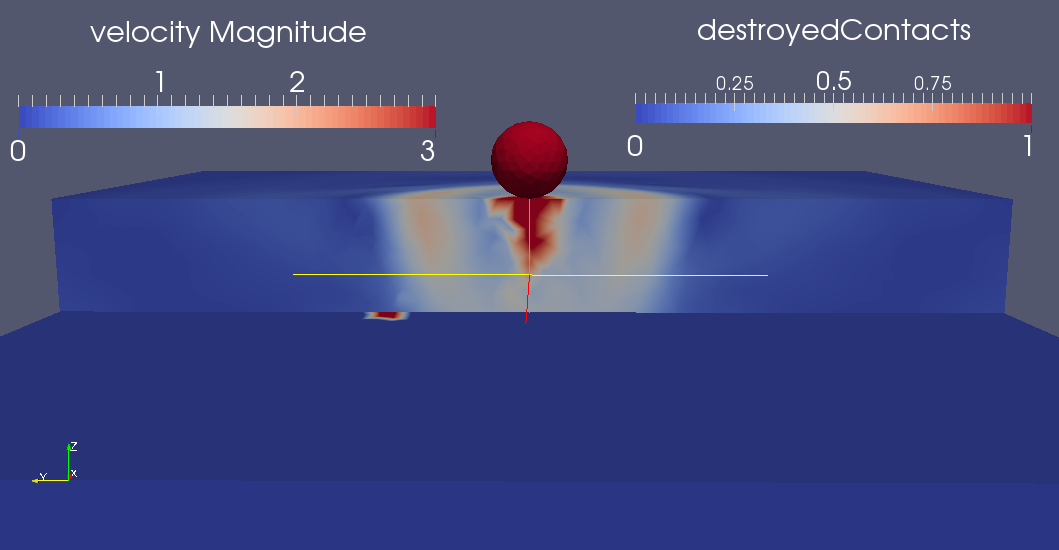 velocity Magnitude
1 2
0 3
destroyedContacts
0.25 0.5 0.75
0 1
Z
Y X